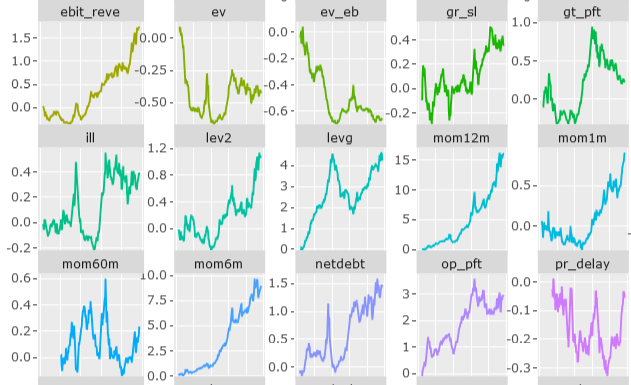 ebit_reve ev ev_eb gr_sl gt_pft
1.5 1.0 0.5 0.0
0.00 -0.25 -0.50
0.0 -0.2 -0.4 -0.6
0.4 0.2 0.0 -0.2
1.0 0.5 0.0
ill lev2 levg mom12m mom1m
0.4 0.2 0.0 -0.2
1.2 0.8 0.4 0.0
4 3 2 1 0
15 10 5 0
0.5 0.0
mom60m mom6m netdebt op_pft pr_delay
0.6 0.4 0.2 0.0
10.0 7.5 5.0 2.5 0.0
1.5 1.0 0.5 0.0
3 2 1 0
0.0 -0.1 -0.2 -0.3